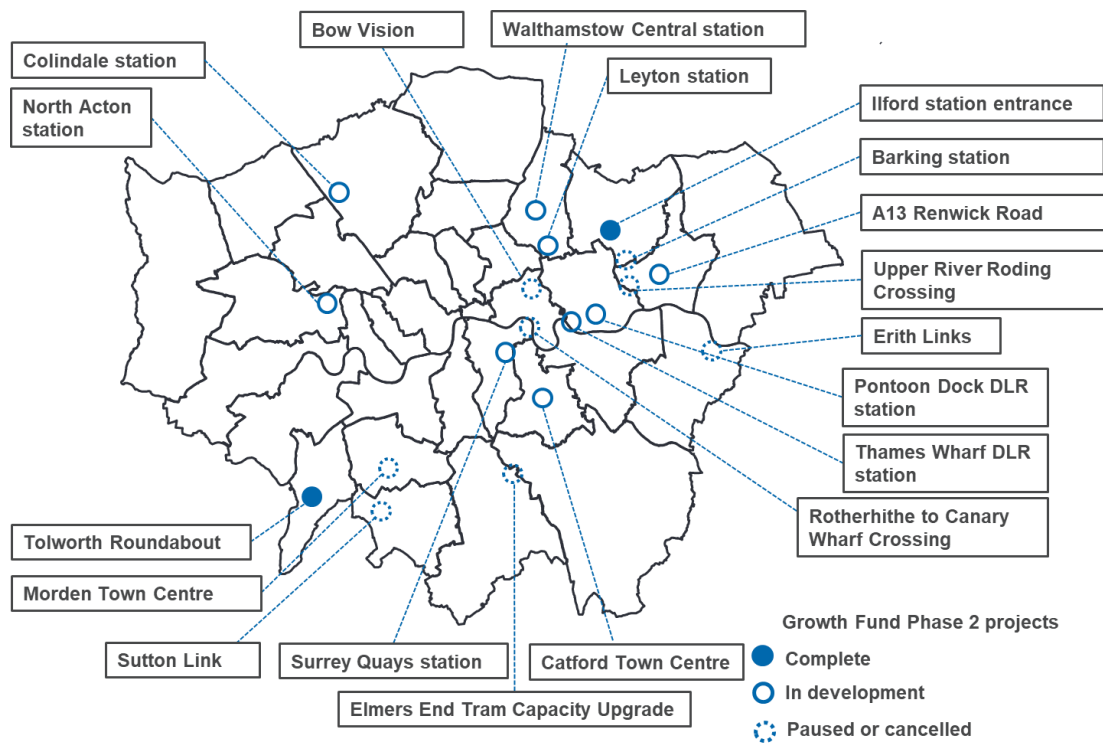 Bow Vision
Walthamstow Central station
Colindale station
Leyton station
North Acton
station
Ilford station entrance
Barking station
A13 Renwick Road
Upper River Roding
Crossing
Erith Links
Pontoon Dock DLR
station
Thames Wharf DLR
station
Rotherhithe to Canary
Wharf Crossing
Tolworth Roundabout
Morden Town Centre
Sutton Link
Surrey Quays station
Catford Town Centre
Elmers End Tram Capacity Upgrade
Growth Fund Phase 2 projects
Complete
In development
Paused or cancelled